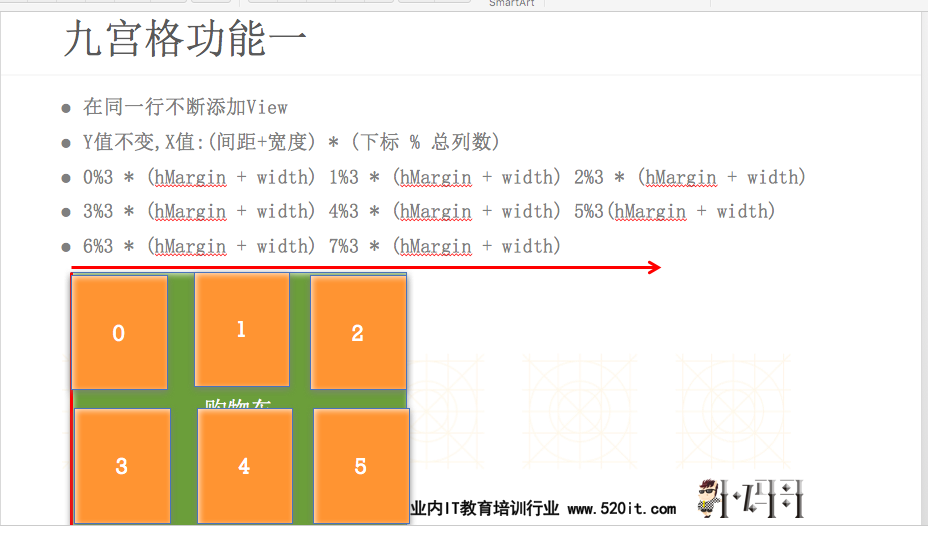 SmartArt
九宫格功能一
在同一行不断添加View
Y值不变,X值:(间距+宽度) * (下标 % 总列数)
0%3 * (hMargin + width) 1%3 * (hMargin + width) 2%3 * (hMargin + width)
3%3 * (hMargin + width) 4%3 * (hMargin + width) 5%3(hMargin + width)
6%3 * (hMargin + width) 7%3 * (hMargin + width)
0 1 2
3 4 5
业内IT教育培训行业 www.520it.com
小码哥